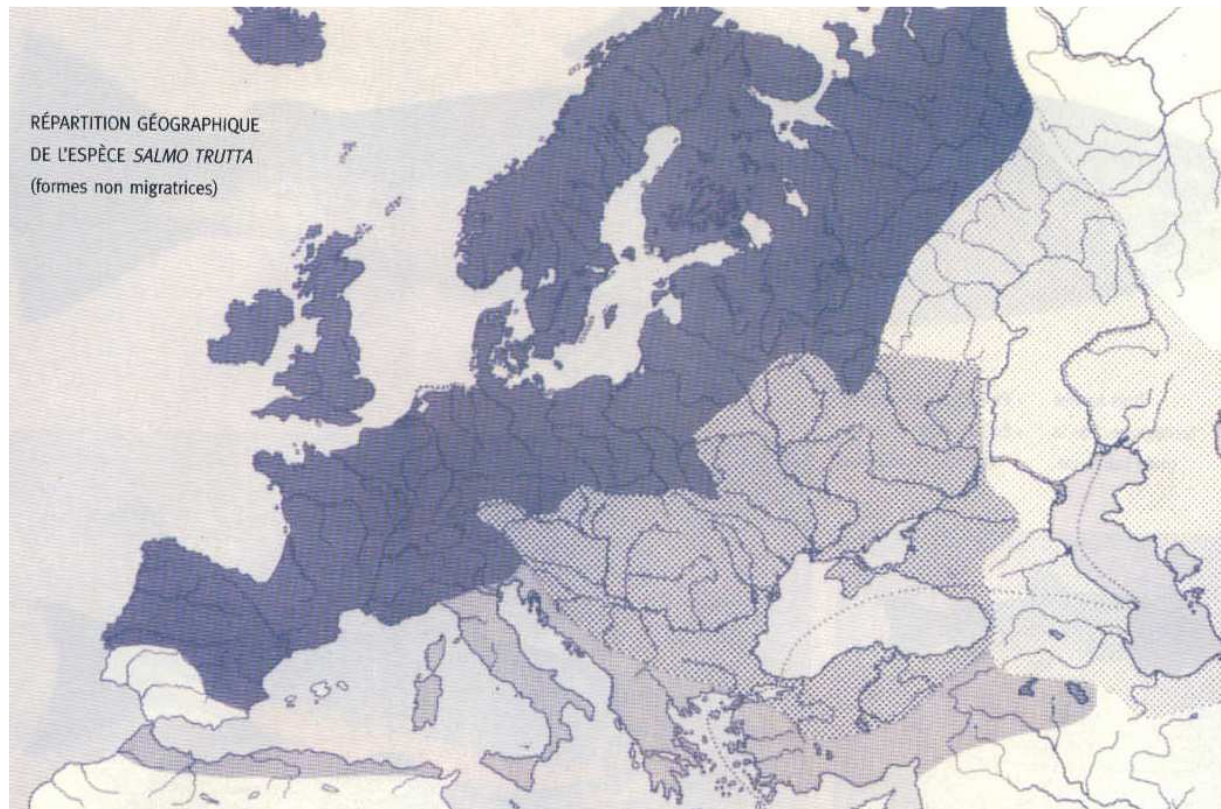 RÉPARTITION GÉOGRAPHIQUE
DE L'ESPÈCE SALMO TRUTTA
(formes non migratrices)